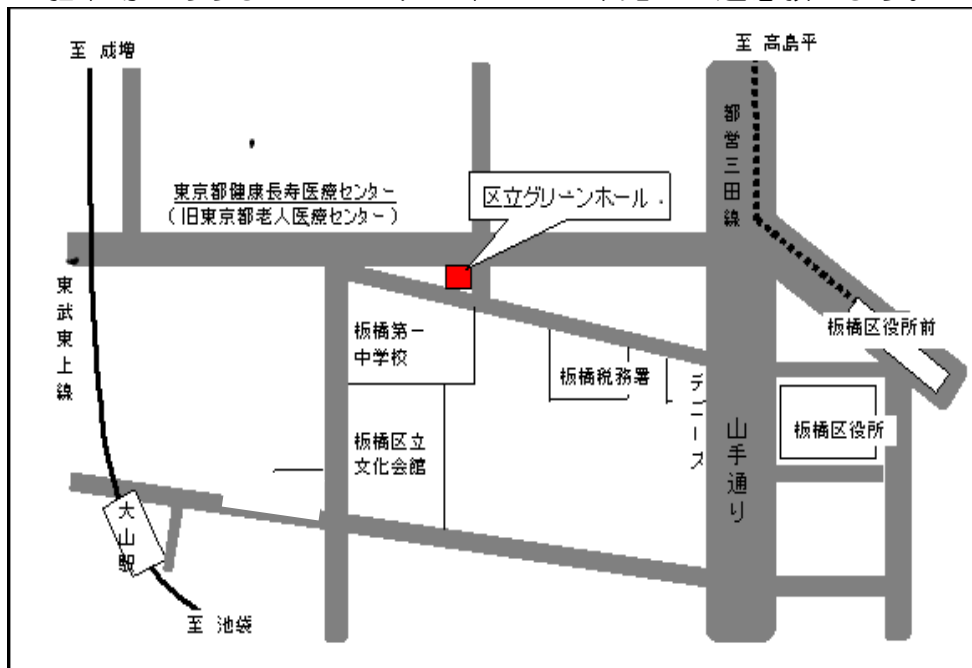 至 成増
至 高島平
都営三田線
東京都健康長寿医療センター
(旧東京都老人医療センター)
区立グリーンホール
東武東上線
板橋区役所前
板橋第一
中学校
板橋税務署
デニーズ
山手通り
板橋区役所
板橋区立
文化会館
大山駅
至 池袋